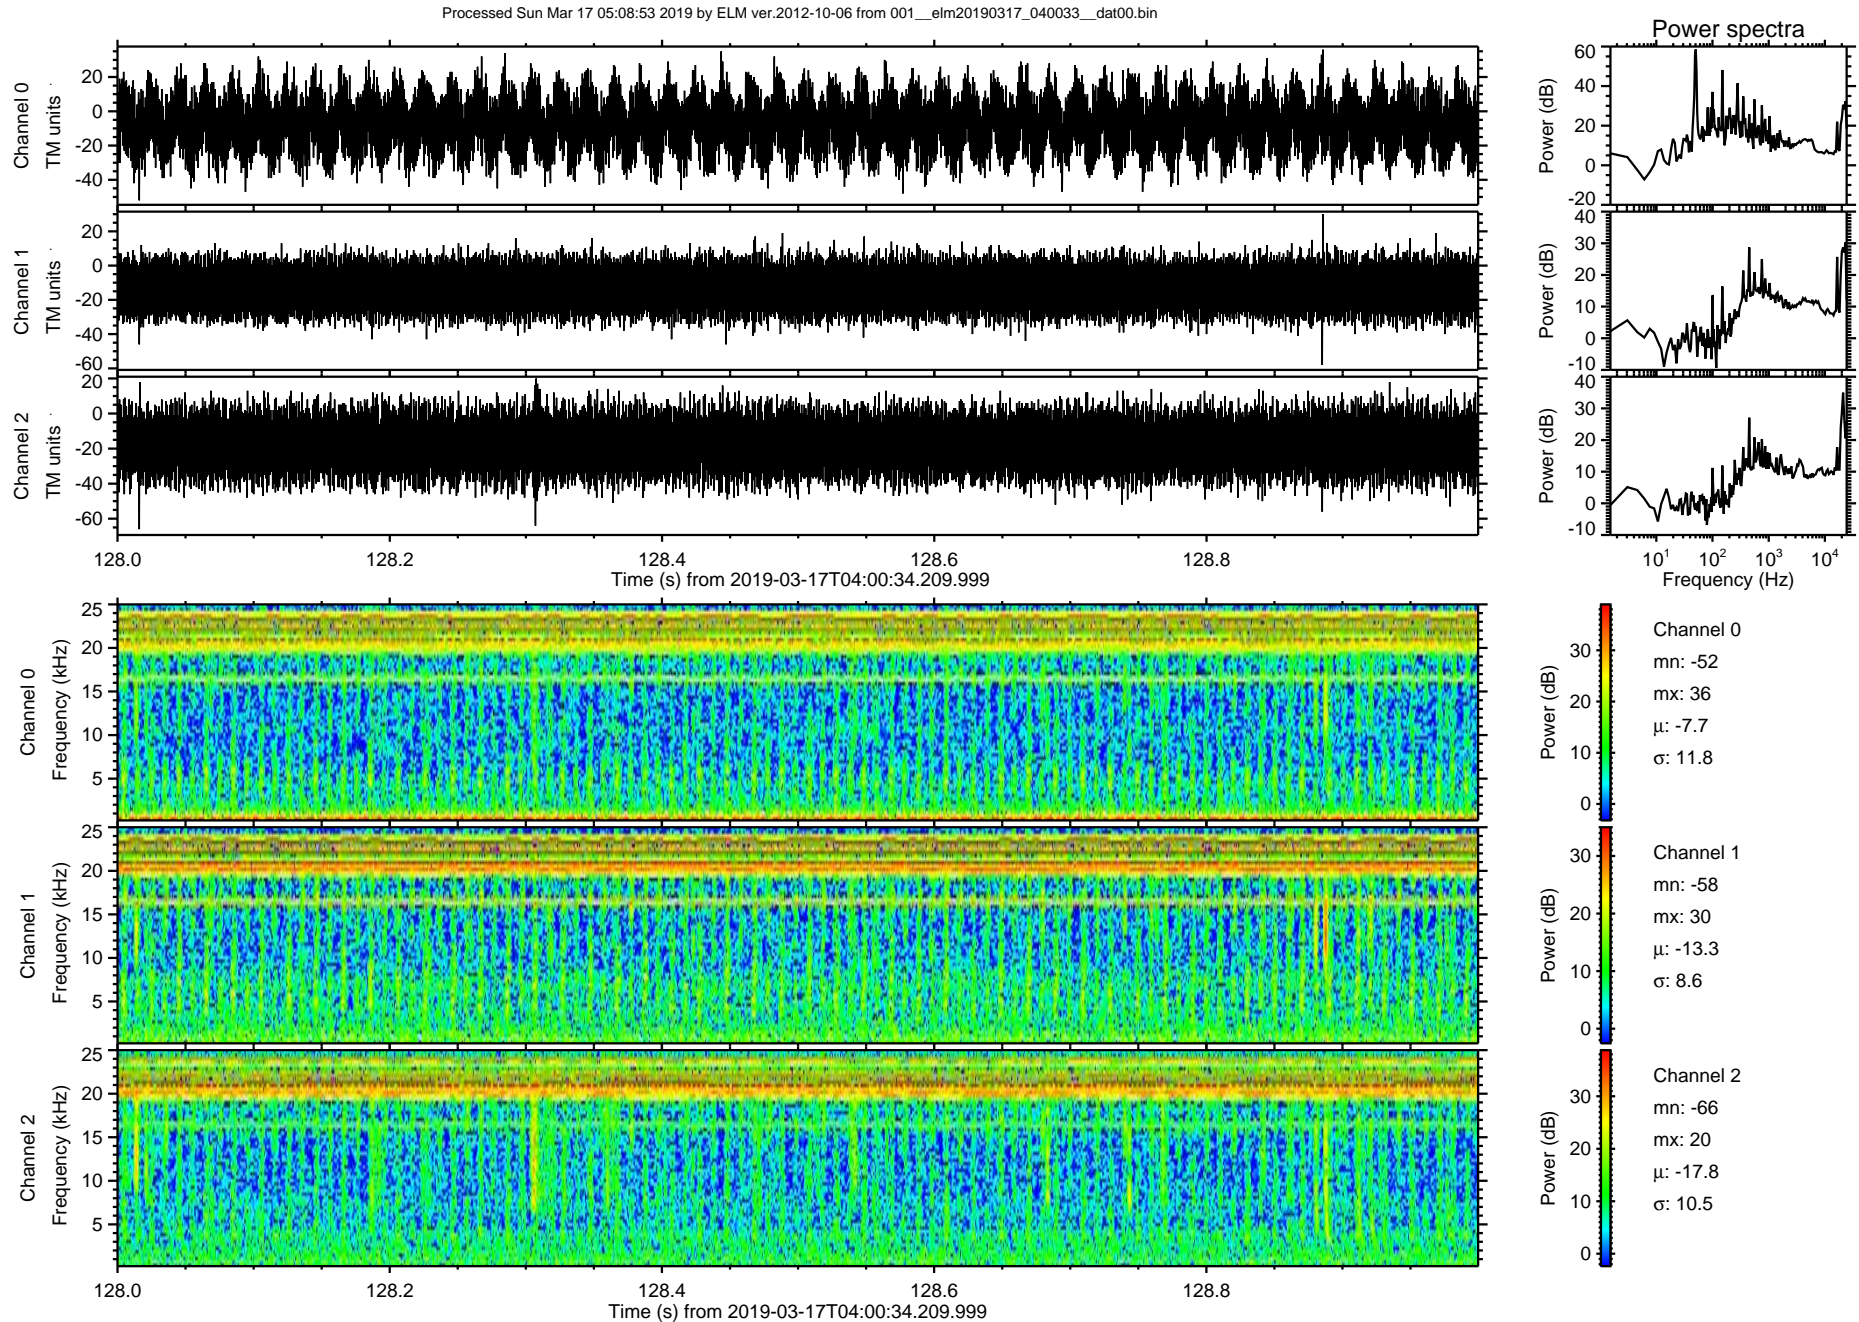 Processed Sun Mar 17 05:08:53 2019 by ELM ver.2012-10-06 from 001__elm20190317_040033__dat00.bin
Power spectra
Channel 0
TM units
20
0
-20
-40
Power (dB)
60
40
20
0
-20
Channel 1
TM units
20
0
-20
-40
-60
Power (dB)
40
30
20
10
0
-10
Channel 2
TM units
20
0
-20
-40
-60
Power (dB)
40
30
20
10
0
-10
128.0 128.2 128.4 128.6 128.8
Time (s) from 2019-03-17T04:00:34.209.999
10¹ 10² 10³ 10⁴
Frequency (Hz)
Channel 0
Frequency (kHz)
25
20
15
10
5
Power (dB)
30
20
10
0
Channel 0
mn: -52
mx: 36
μ: -7.7
σ: 11.8
Channel 1
Frequency (kHz)
25
20
15
10
5
Power (dB)
30
20
10
0
Channel 1
mn: -58
mx: 30
μ: -13.3
σ: 8.6
Channel 2
Frequency (kHz)
25
20
15
10
5
Power (dB)
30
20
10
0
Channel 2
mn: -66
mx: 20
μ: -17.8
σ: 10.5
128.0 128.2 128.4 128.6 128.8
Time (s) from 2019-03-17T04:00:34.209.999